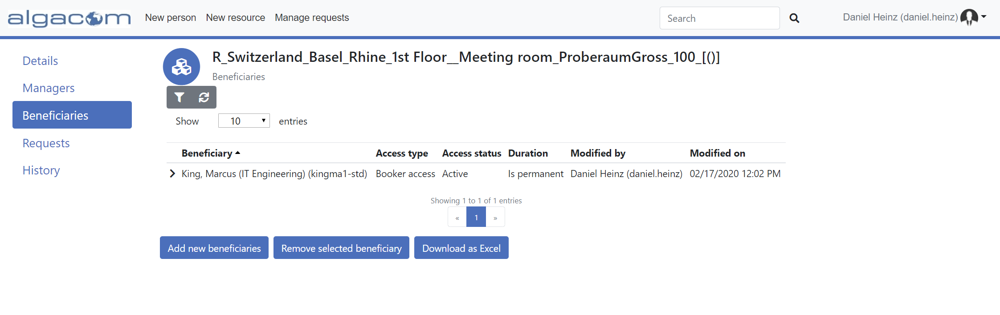 algacom New person New resource Manage requests Search Daniel Heinz (daniel.heinz)
Details
Managers
Beneficiaries
Requests
History
R_Switzerland_Basel_Rhine_1st Floor__Meeting room_ProberaumGross_100_[()]
Beneficiaries
Show 10 entries
Beneficiary Access type Access status Duration Modified by Modified on
King, Marcus (IT Engineering) (kingma1-std) Booker access Active Is permanent Daniel Heinz (daniel.heinz) 02/17/2020 12:02 PM
Showing 1 to 1 of 1 entries
« 1 »
Add new beneficiaries Remove selected beneficiary Download as Excel